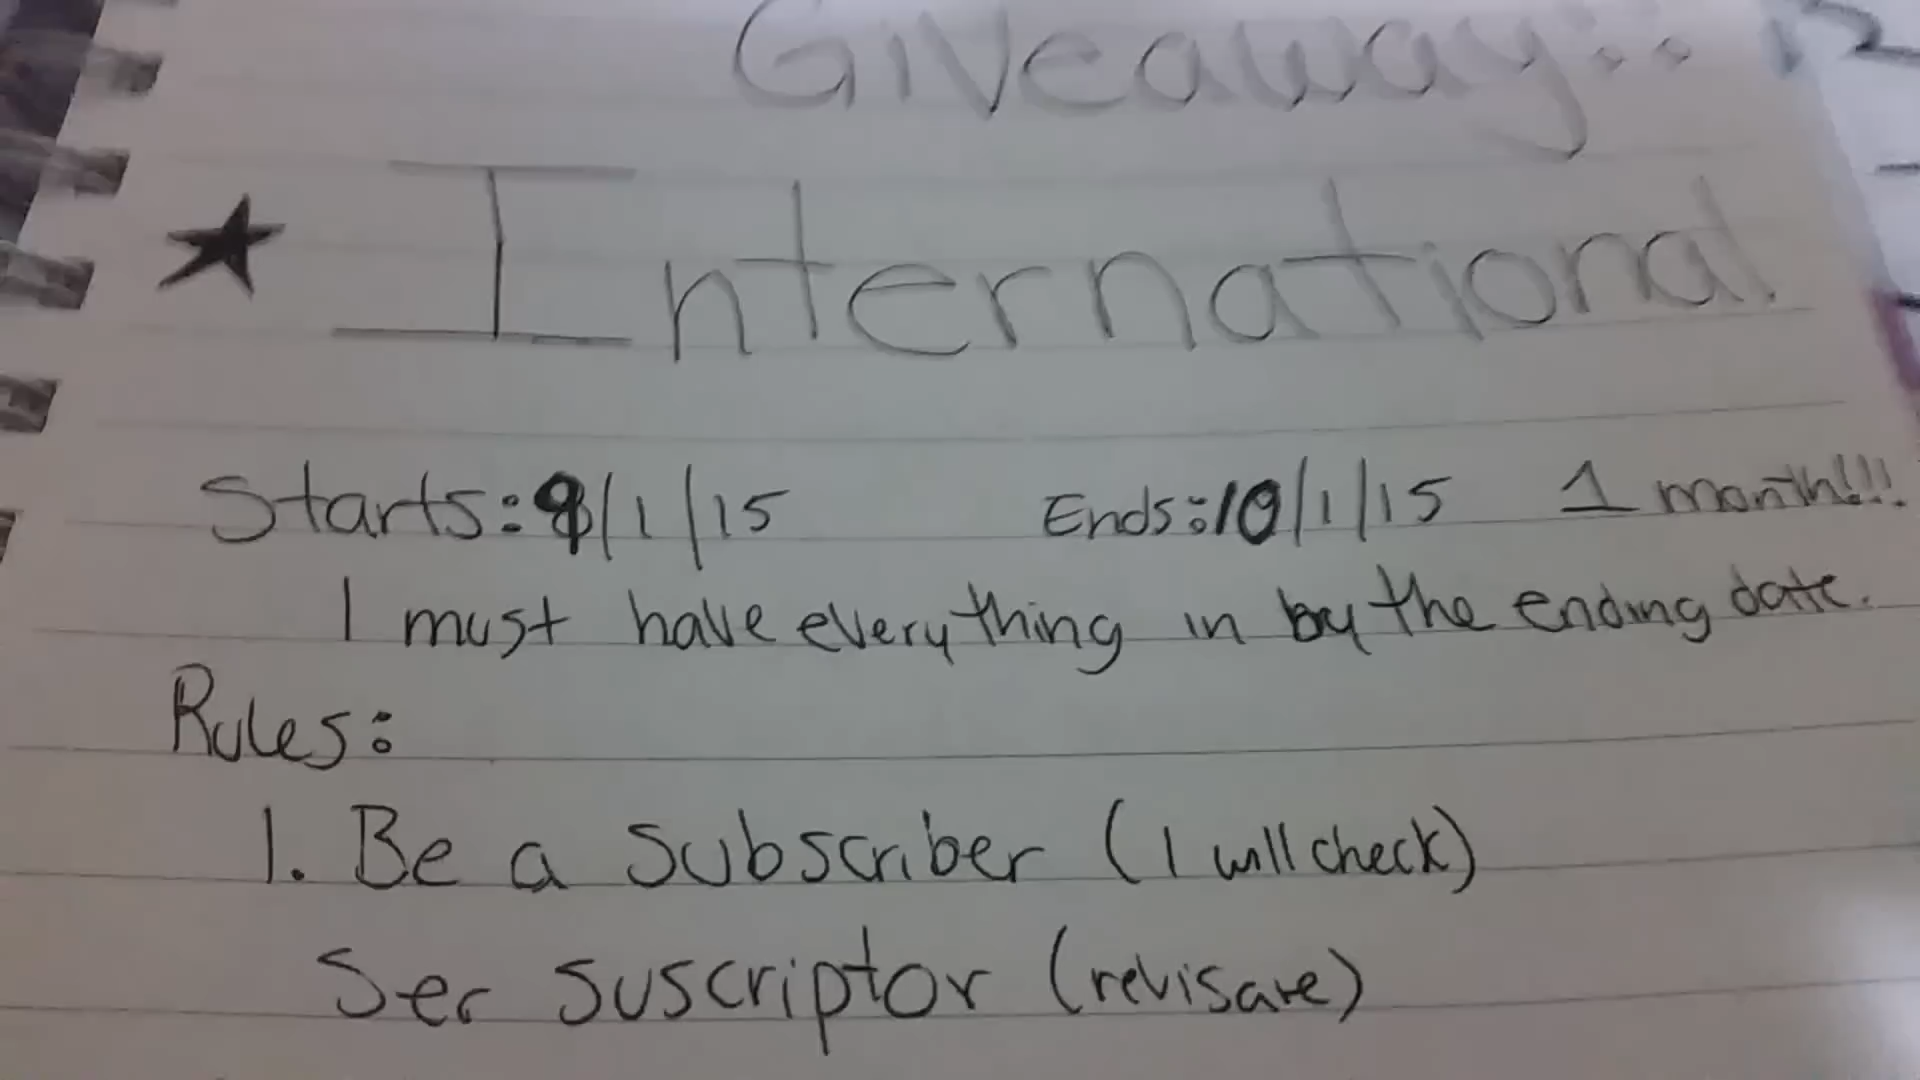 Giveaway:
★ International
Starts: 9/1/15 Ends: 10/1/15 1 month!!!
I must have everything in by the ending date.
Rules:
1. Be a subscriber (I will check)
Ser suscriptor (revisare)